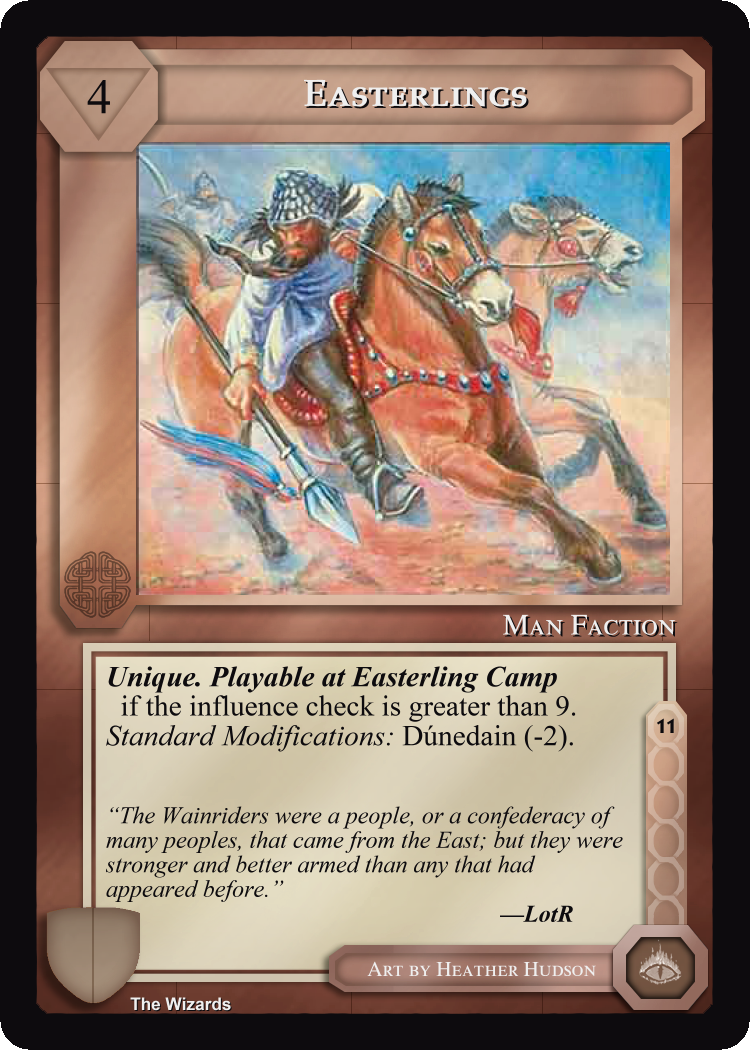 4
Easterlings
Man Faction
Unique. Playable at Easterling Camp
if the influence check is greater than 9.
Standard Modifications: Dúnedain (-2).
11
“The Wainriders were a people, or a confederacy of
many peoples, that came from the East; but they were
stronger and better armed than any that had
appeared before.”
—LotR
Art by Heather Hudson
The Wizards